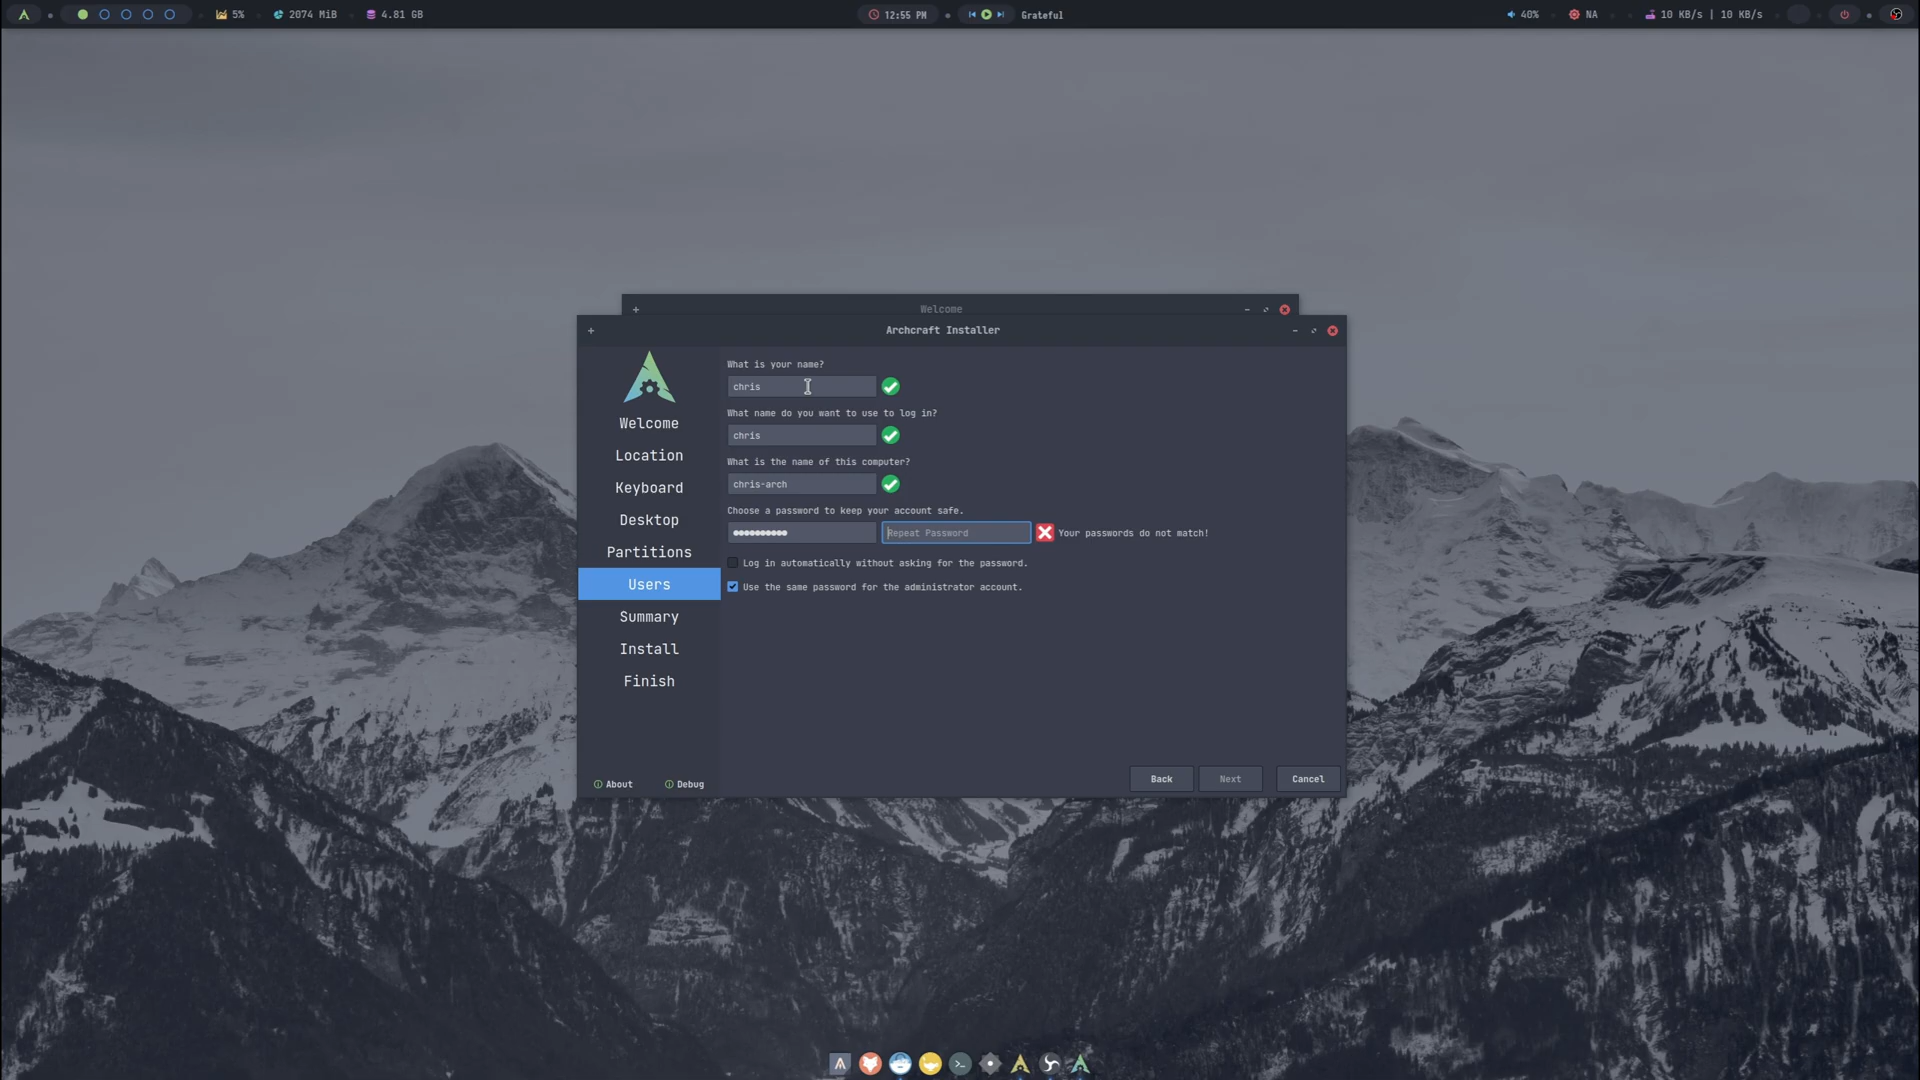 5% 2074 MiB 4.81 GB 12:55 PM Grateful 40% NA 10 KB/s | 10 KB/s
Welcome
Archcraft Installer
Welcome
Location
Keyboard
Desktop
Partitions
Users
Summary
Install
Finish
About Debug
What is your name?
chris
What name do you want to use to log in?
chris
What is the name of this computer?
chris-arch
Choose a password to keep your account safe.
●●●●●●●●●● Repeat Password Your passwords do not match!
Log in automatically without asking for the password.
Use the same password for the administrator account.
Back Next Cancel